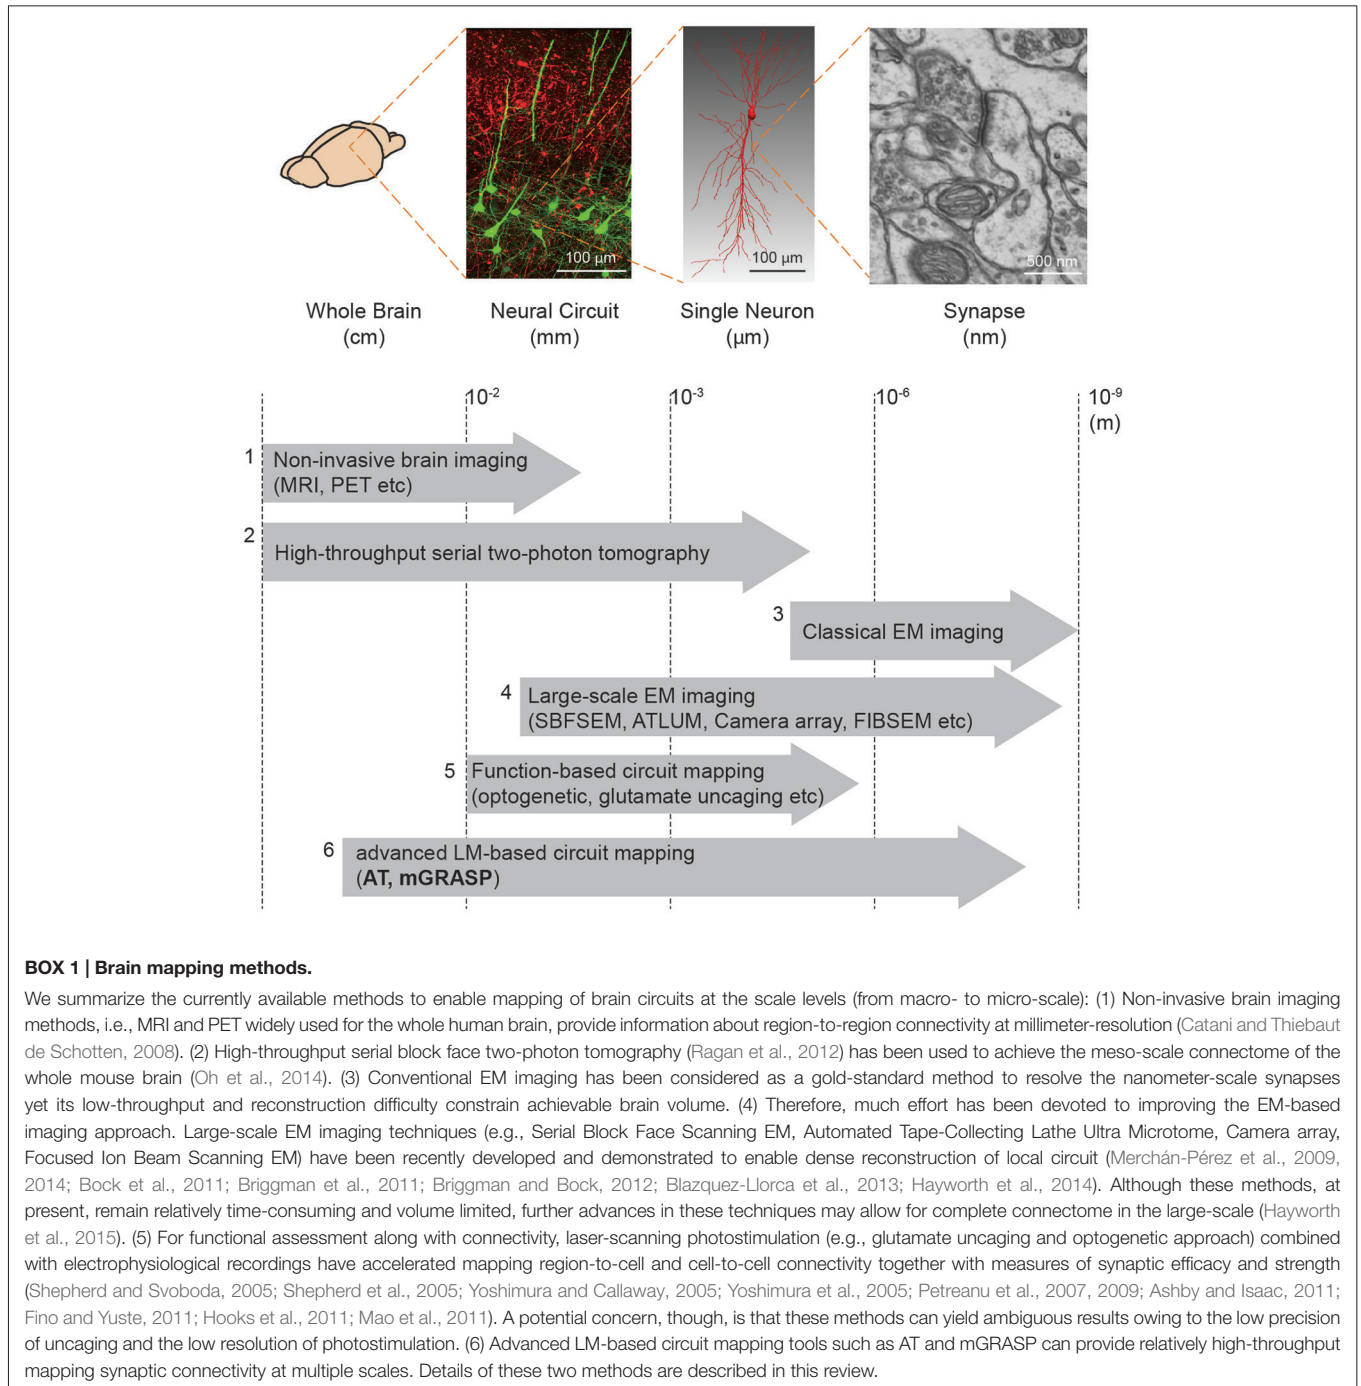 100 µm
100 µm
500 nm
Whole Brain
(cm)
Neural Circuit
(mm)
Single Neuron
(µm)
Synapse
(nm)
10-2
10-3
10-6
10-9
(m)
1
Non-invasive brain imaging
(MRI, PET etc)
2
High-throughput serial two-photon tomography
3
Classical EM imaging
4
Large-scale EM imaging
(SBFSEM, ATLUM, Camera array, FIBSEM etc)
5
Function-based circuit mapping
(optogenetic, glutamate uncaging etc)
6
advanced LM-based circuit mapping
(AT, mGRASP)
BOX 1 | Brain mapping methods.
We summarize the currently available methods to enable mapping of brain circuits at the scale levels (from macro- to micro-scale): (1) Non-invasive brain imaging
methods, i.e., MRI and PET widely used for the whole human brain, provide information about region-to-region connectivity at millimeter-resolution (Catani and Thiebaut
de Schotten, 2008). (2) High-throughput serial block face two-photon tomography (Ragan et al., 2012) has been used to achieve the meso-scale connectome of the
whole mouse brain (Oh et al., 2014). (3) Conventional EM imaging has been considered as a gold-standard method to resolve the nanometer-scale synapses
yet its low-throughput and reconstruction difficulty constrain achievable brain volume. (4) Therefore, much effort has been devoted to improving the EM-based
imaging approach. Large-scale EM imaging techniques (e.g., Serial Block Face Scanning EM, Automated Tape-Collecting Lathe Ultra Microtome, Camera array,
Focused Ion Beam Scanning EM) have been recently developed and demonstrated to enable dense reconstruction of local circuit (Merchán-Pérez et al., 2009,
2014; Bock et al., 2011; Briggman et al., 2011; Briggman and Bock, 2012; Blazquez-Llorca et al., 2013; Hayworth et al., 2014). Although these methods, at
present, remain relatively time-consuming and volume limited, further advances in these techniques may allow for complete connectome in the large-scale (Hayworth
et al., 2015). (5) For functional assessment along with connectivity, laser-scanning photostimulation (e.g., glutamate uncaging and optogenetic approach) combined
with electrophysiological recordings have accelerated mapping region-to-cell and cell-to-cell connectivity together with measures of synaptic efficacy and strength
(Shepherd and Svoboda, 2005; Shepherd et al., 2005; Yoshimura and Callaway, 2005; Yoshimura et al., 2005; Petreanu et al., 2007, 2009; Ashby and Isaac, 2011;
Fino and Yuste, 2011; Hooks et al., 2011; Mao et al., 2011). A potential concern, though, is that these methods can yield ambiguous results owing to the low precision
of uncaging and the low resolution of photostimulation. (6) Advanced LM-based circuit mapping tools such as AT and mGRASP can provide relatively high-throughput
mapping synaptic connectivity at multiple scales. Details of these two methods are described in this review.